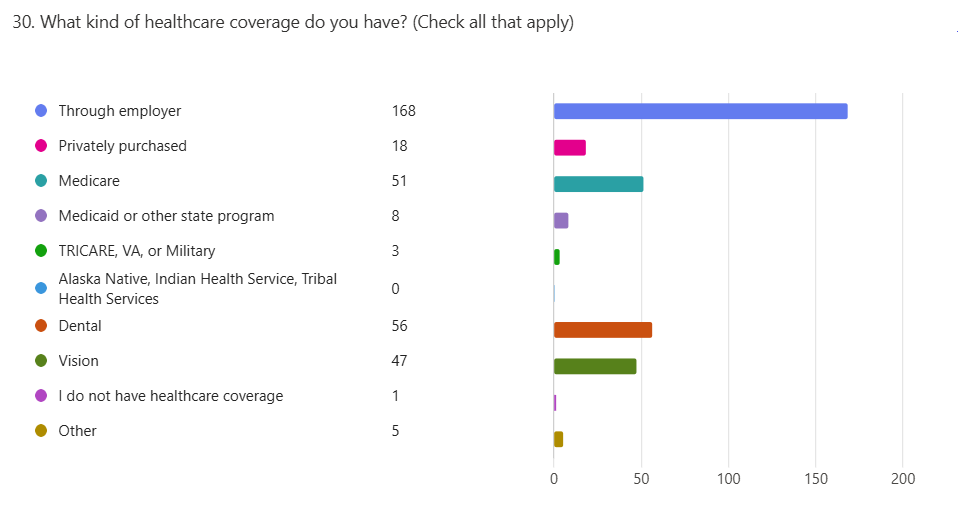 30. What kind of healthcare coverage do you have? (Check all that apply)
Through employer 168
Privately purchased 18
Medicare 51
Medicaid or other state program 8
TRICARE, VA, or Military 3
Alaska Native, Indian Health Service, Tribal
Health Services 0
Dental 56
Vision 47
I do not have healthcare coverage 1
Other 5
0 50 100 150 200